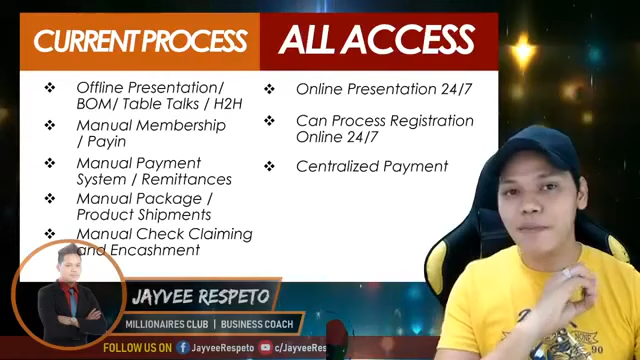 CURRENT PROCESS
Offline Presentation/
BOM/ Table Talks / H2H
Manual Membership
/ Payin
Manual Payment
System / Remittances
Manual Package /
Product Shipments
Manual Check Claiming
and Encashment
ALL ACCESS
Online Presentation 24/7
Can Process Registration
Online 24/7
Centralized Payment
JAYVEE RESPETO
MILLIONAIRES CLUB | BUSINESS COACH
FOLLOW US ON JayveeRespeto c/JayveeRes
90